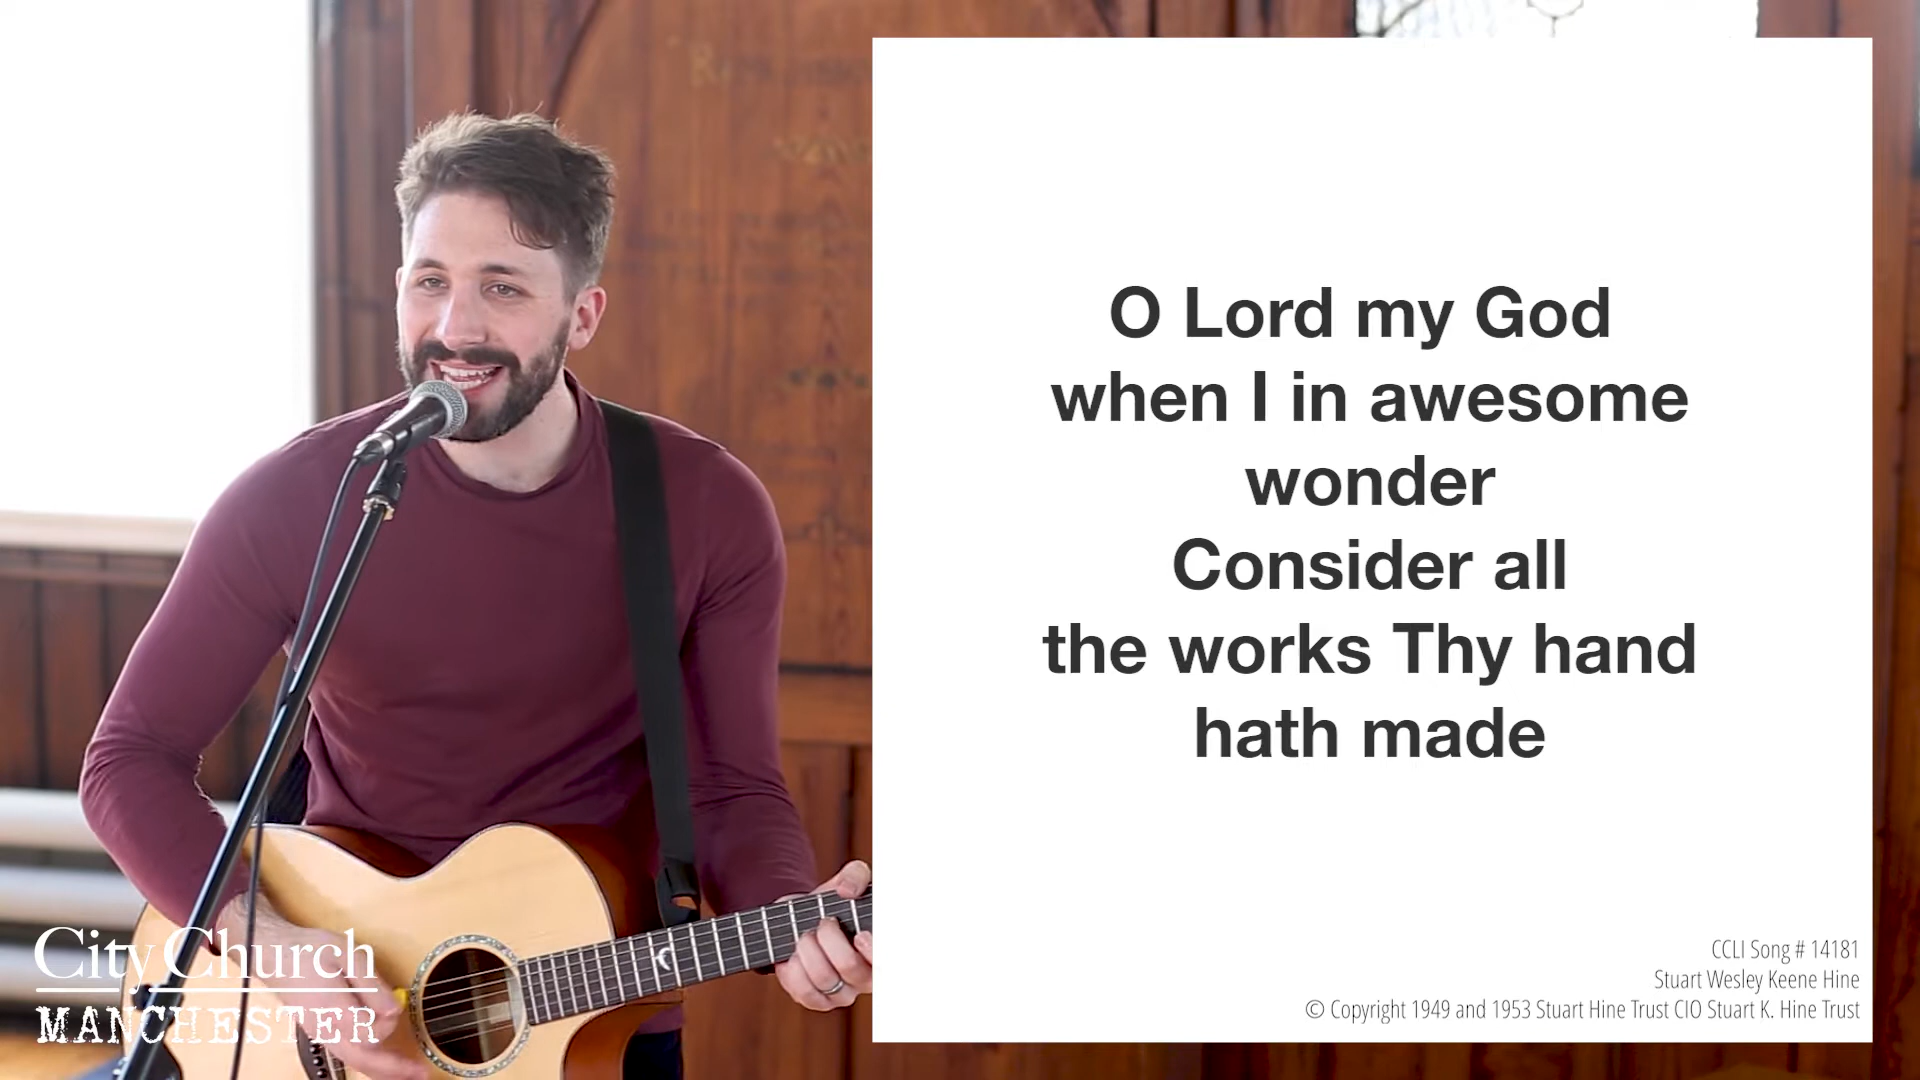 O Lord my God
when I in awesome
wonder
Consider all
the works Thy hand
hath made
CCLI Song # 14181
Stuart Wesley Keene Hine
© Copyright 1949 and 1953 Stuart Hine Trust CIO Stuart K. Hine Trust
City Church
MANCHESTER